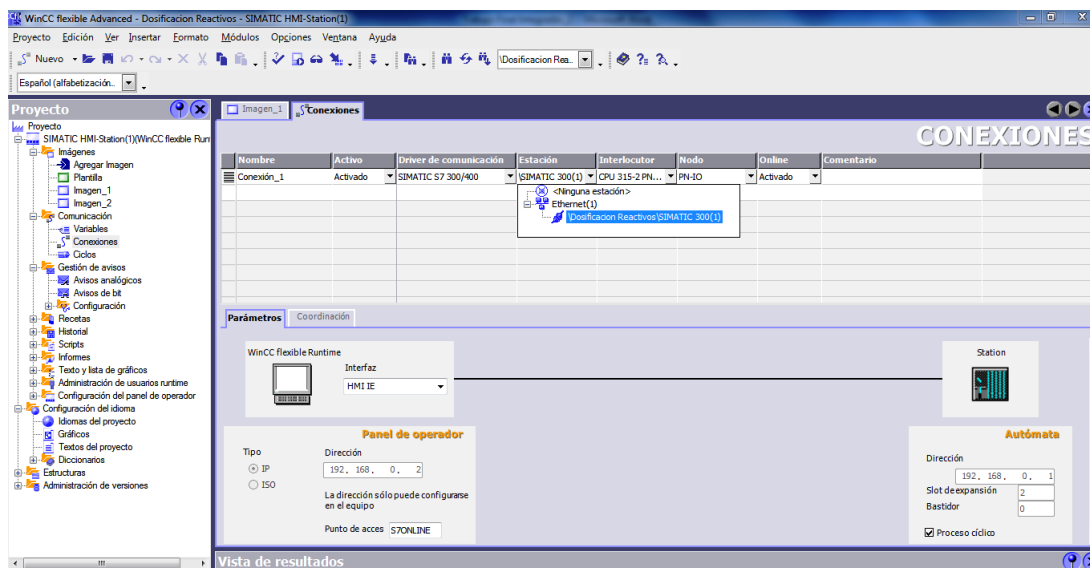 WinCC flexible Advanced - Dosificacion Reactivos - SIMATIC HMI-Station(1)
Proyecto Edición Ver Insertar Formato Módulos Opciones Ventana Ayuda
Nuevo \Dosificacion Rea..
Español (alfabetización..
Proyecto
Proyecto
SIMATIC HMI-Station(1)(WinCC flexible Run
Imágenes
Agregar Imagen
Plantilla
Imagen_1
Imagen_2
Comunicación
Variables
Conexiones
Ciclos
Gestión de avisos
Avisos analógicos
Avisos de bit
Configuración
Recetas
Historial
Scripts
Informes
Texto y lista de gráficos
Administración de usuarios runtime
Configuración del panel de operador
Configuración del idioma
Idiomas del proyecto
Gráficos
Textos del proyecto
Diccionarios
Estructuras
Administración de versiones
Imagen_1 Conexiones
CONEXIONES
Nombre Activo Driver de comunicación Estación Interlocutor Nodo Online Comentario
Conexión_1 Activado SIMATIC S7 300/400 \SIMATIC 300(1) CPU 315-2 PN... PN-IO Activado
<Ninguna estación>
Ethernet(1)
\Dosificacion Reactivos\SIMATIC 300(1)
Parámetros Coordinación
WinCC flexible Runtime
Interfaz
HMI IE
Station
Panel de operador
Tipo Dirección
IP 192. 168. 0. 2
ISO
La dirección sólo puede configurarse
en el equipo
Punto de acces S7ONLINE
Autómata
Dirección
192. 168. 0. 1
Slot de expansión 2
Bastidor 0
Proceso cíclico
Vista de resultados